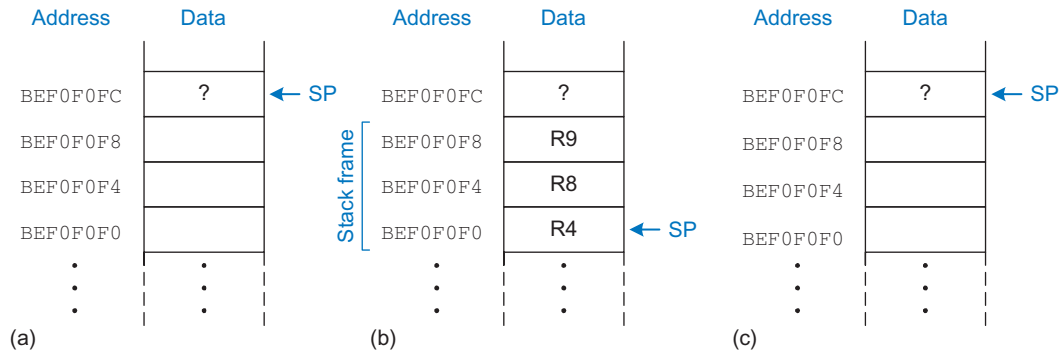 Address Data
BEF0F0FC ? SP
BEF0F0F8
BEF0F0F4
BEF0F0F0
(a)
Address Data
BEF0F0FC ?
Stack frame
BEF0F0F8 R9
BEF0F0F4 R8
BEF0F0F0 R4 SP
(b)
Address Data
BEF0F0FC ? SP
BEF0F0F8
BEF0F0F4
BEF0F0F0
(c)